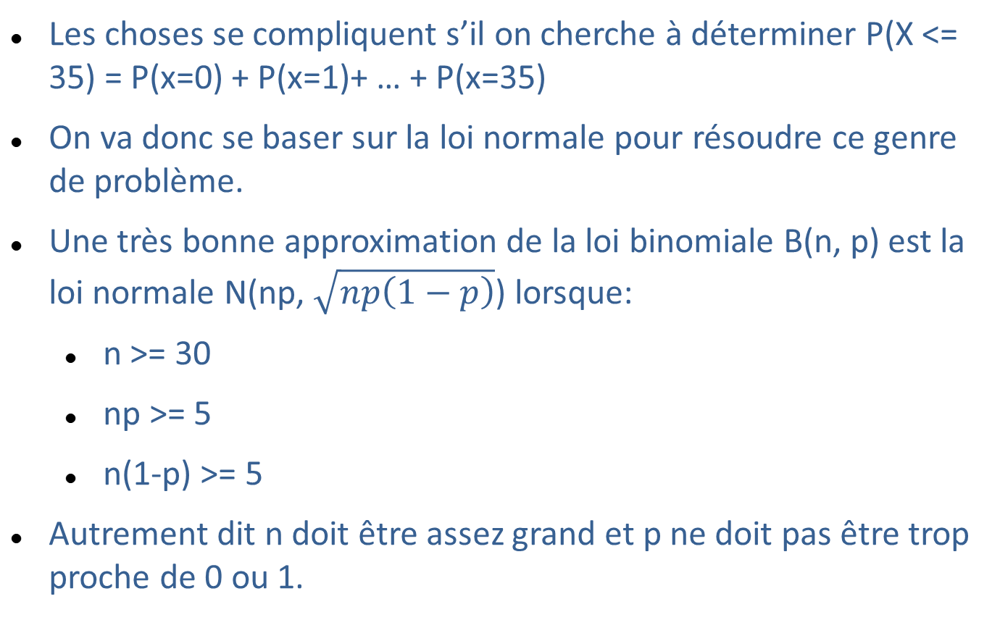 • Les choses se compliquent s’il on cherche à déterminer P(X <=
35) = P(x=0) + P(x=1)+ ... + P(x=35)
• On va donc se baser sur la loi normale pour résoudre ce genre
de problème.
• Une très bonne approximation de la loi binomiale B(n, p) est la
loi normale N(np, √(np(1 − p))) lorsque:
• n >= 30
• np >= 5
• n(1-p) >= 5
• Autrement dit n doit être assez grand et p ne doit pas être trop
proche de 0 ou 1.